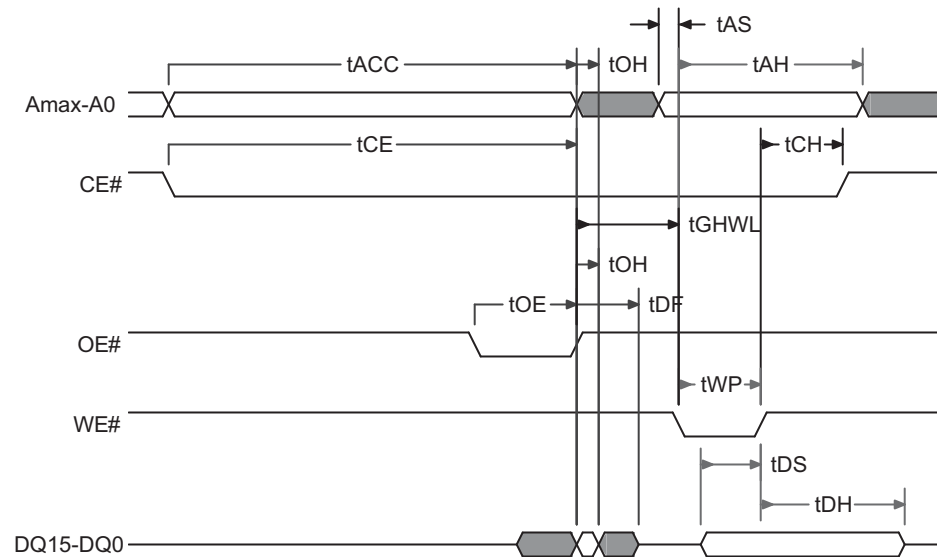 tAS
tACC
tOH
tAH
Amax-A0
tCE
tCH
CE#
tGHWL
tOH
tOE
tDF
OE#
tWP
WE#
tDS
tDH
DQ15-DQ0